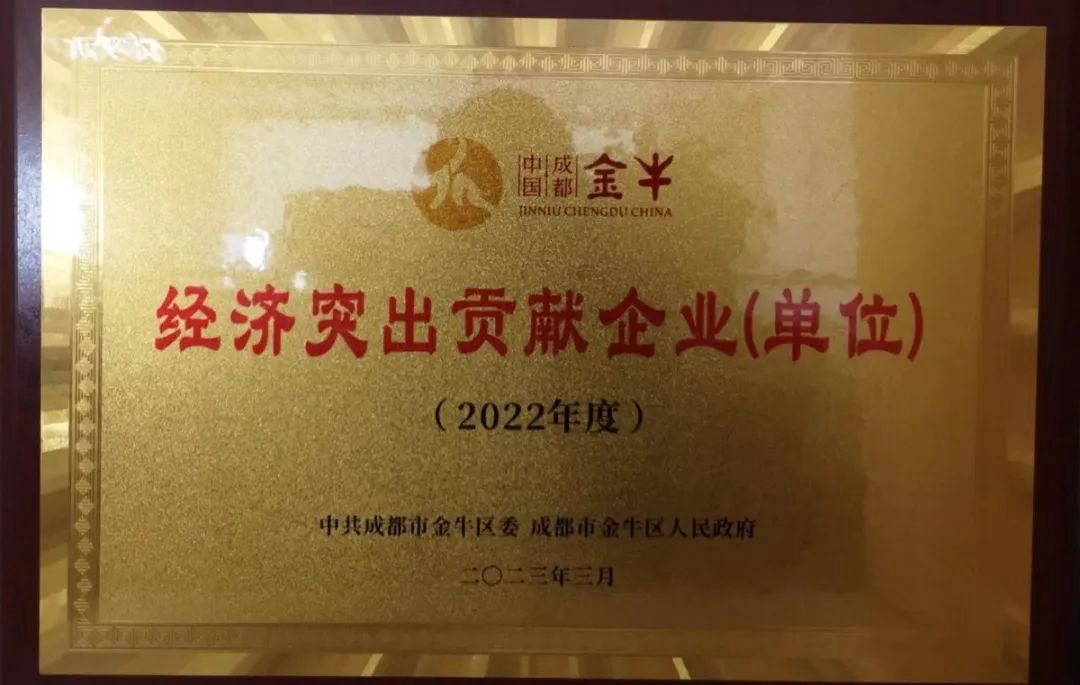 中国 成都 金牛
JINNIU CHENGDU CHINA
经济突出贡献企业(单位)
（2022年度）
中共成都市金牛区委 成都市金牛区人民政府
二〇二三年三月